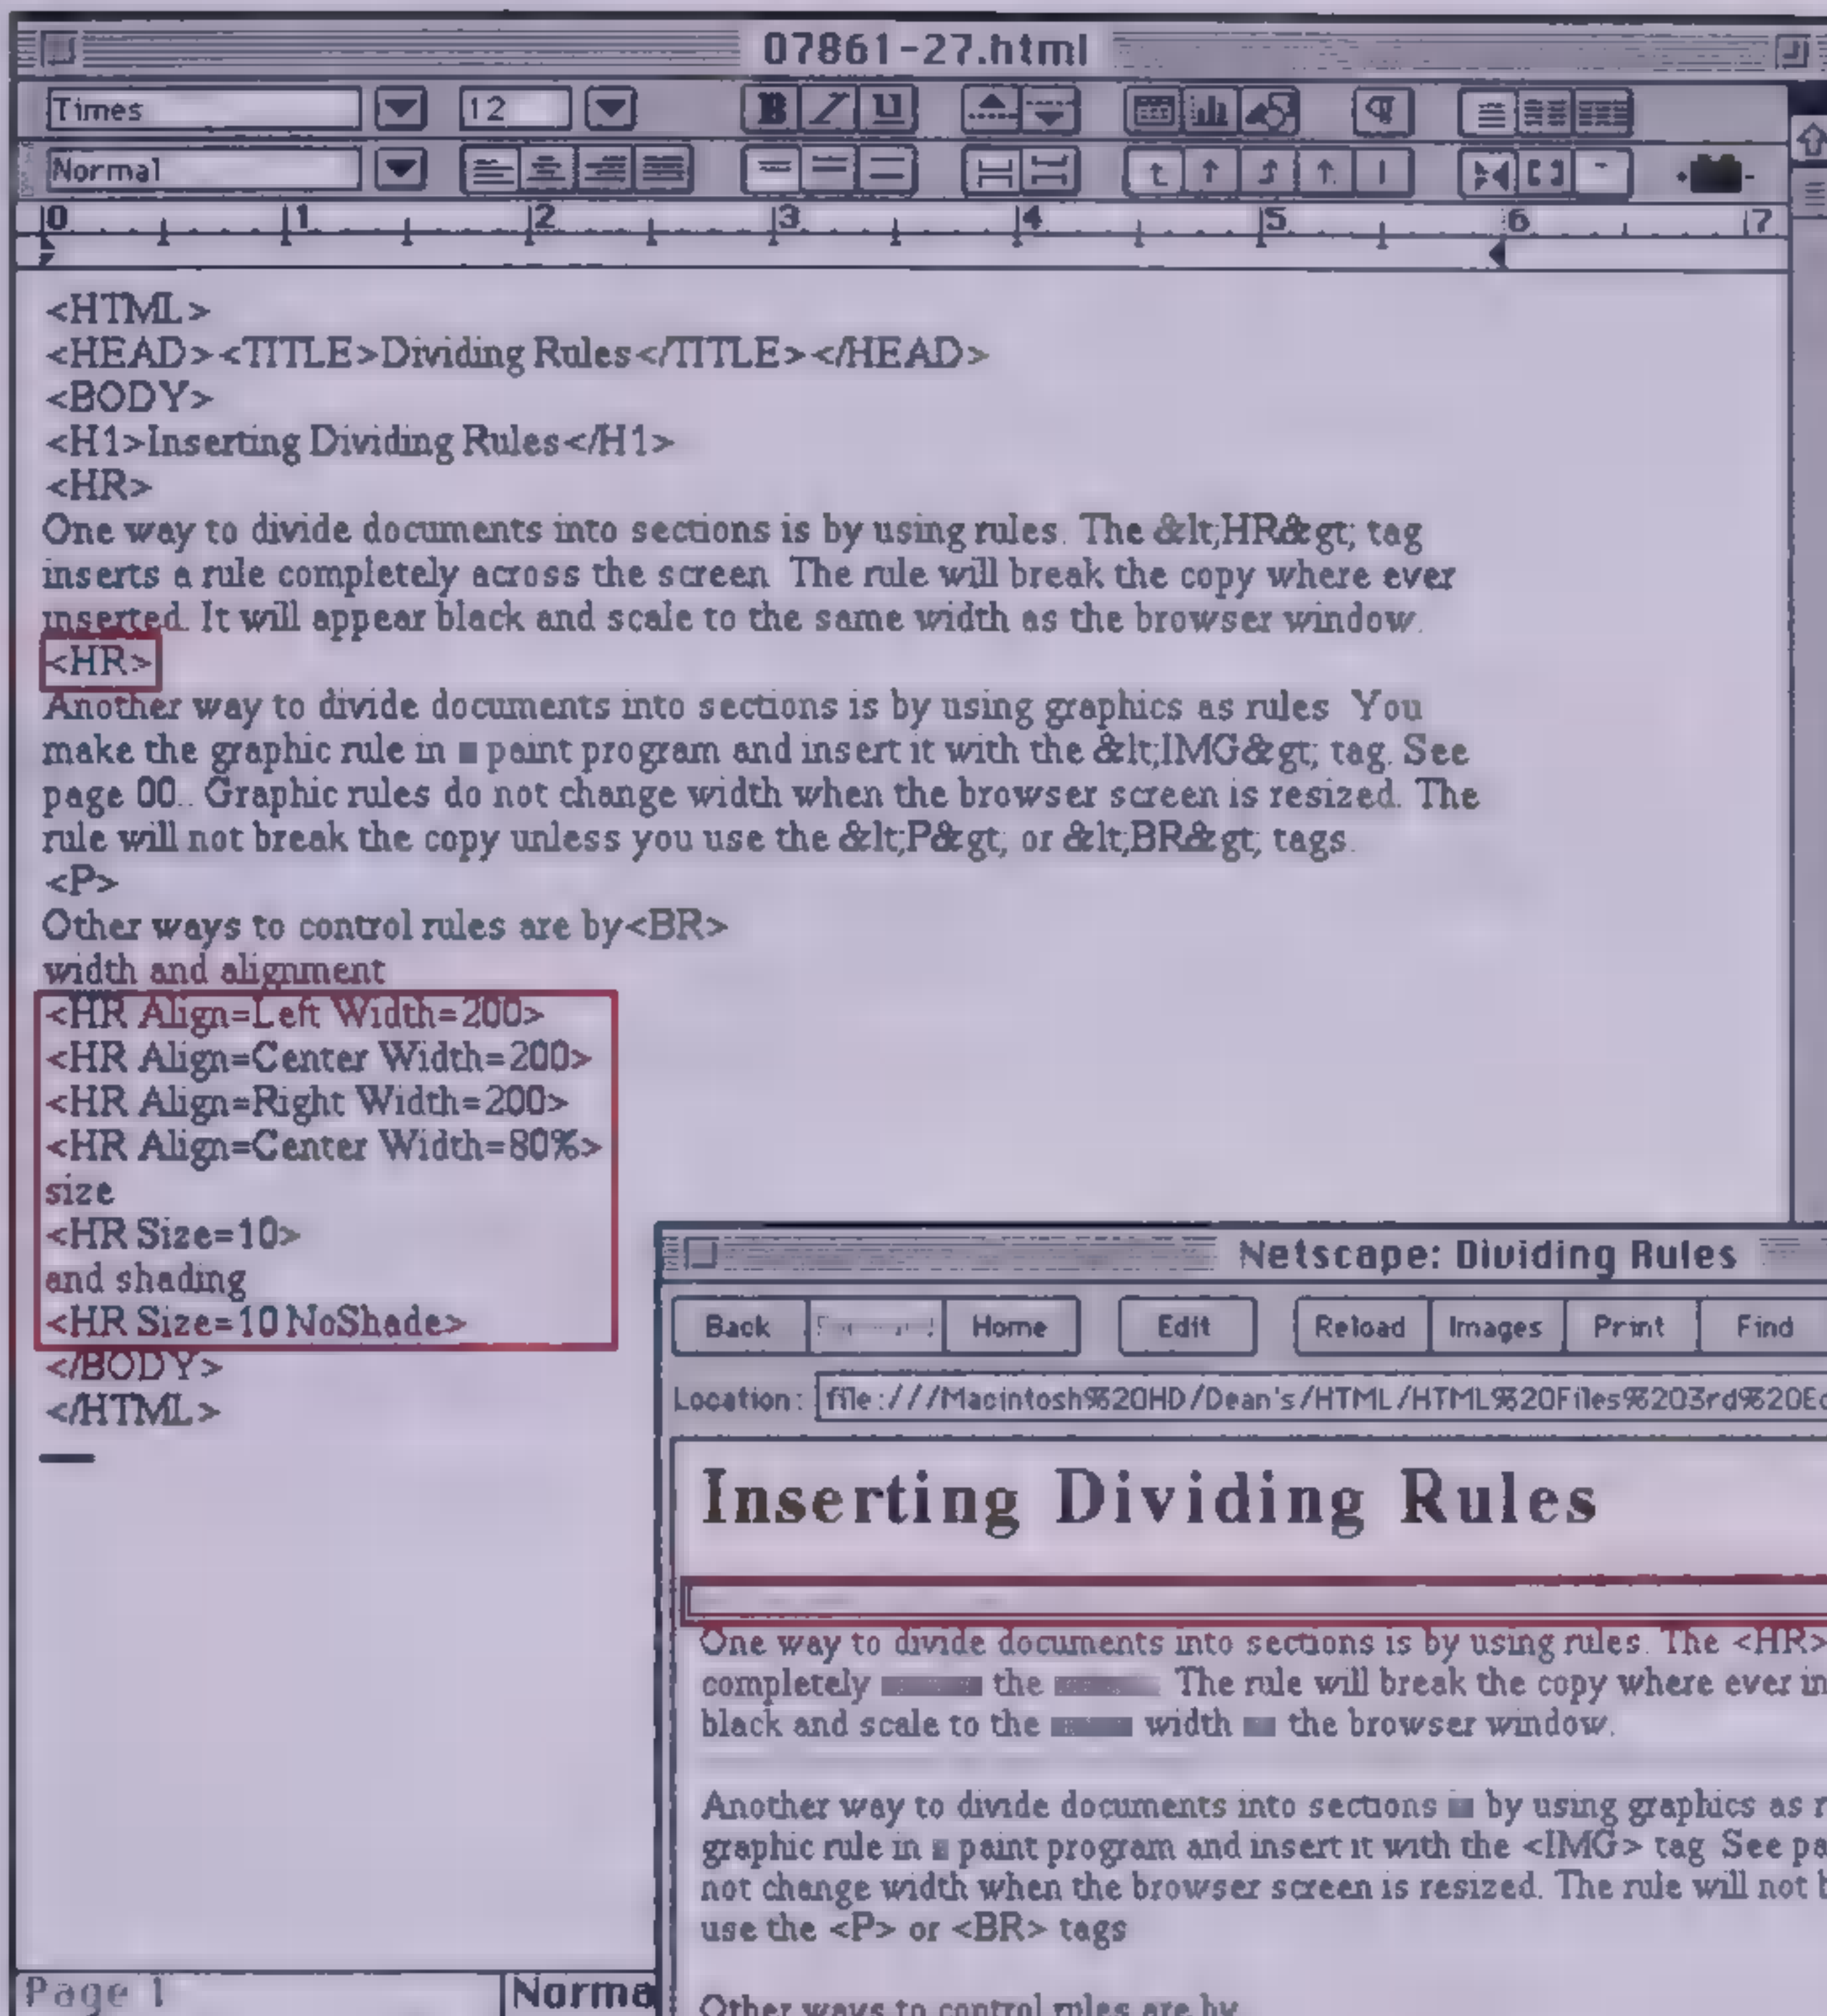 07861-27.html
Times 12 B I U
Normal
0 1 2 3 4 5 6 7
<HTML>
<HEAD><TITLE>Dividing Rules</TITLE></HEAD>
<BODY>
<H1>Inserting Dividing Rules</H1>
<HR>
One way to divide documents into sections is by using rules. The &lt;HR&gt; tag
inserts a rule completely across the screen. The rule will break the copy where ever
inserted. It will appear black and scale to the same width as the browser window.
<HR>
Another way to divide documents into sections is by using graphics as rules. You
make the graphic rule in paint program and insert it with the &lt;IMG&gt; tag. See
page 00.. Graphic rules do not change width when the browser screen is resized. The
rule will not break the copy unless you use the &lt;P&gt; or &lt;BR&gt; tags.
<P>
Other ways to control rules are by<BR>
width and alignment
<HR Align=Left Width=200>
<HR Align=Center Width=200>
<HR Align=Right Width=200>
<HR Align=Center Width=80%>
size
<HR Size=10>
and shading
<HR Size=10 NoShade>
</BODY>
</HTML>
Page 1 Norma
Netscape: Dividing Rules
Back Home Edit Reload Images Print Find
Location: file:///Macintosh%20HD/Dean's/HTML/HTML%20Files%203rd%20Ed
Inserting Dividing Rules
One way to divide documents into sections is by using rules. The <HR>
completely the The rule will break the copy where ever in
black and scale to the width the browser window.
Another way to divide documents into sections by using graphics as r
graphic rule in paint program and insert it with the <IMG> tag. See pa
not change width when the browser screen is resized. The rule will not b
use the <P> or <BR> tags
Other ways to control rules are by